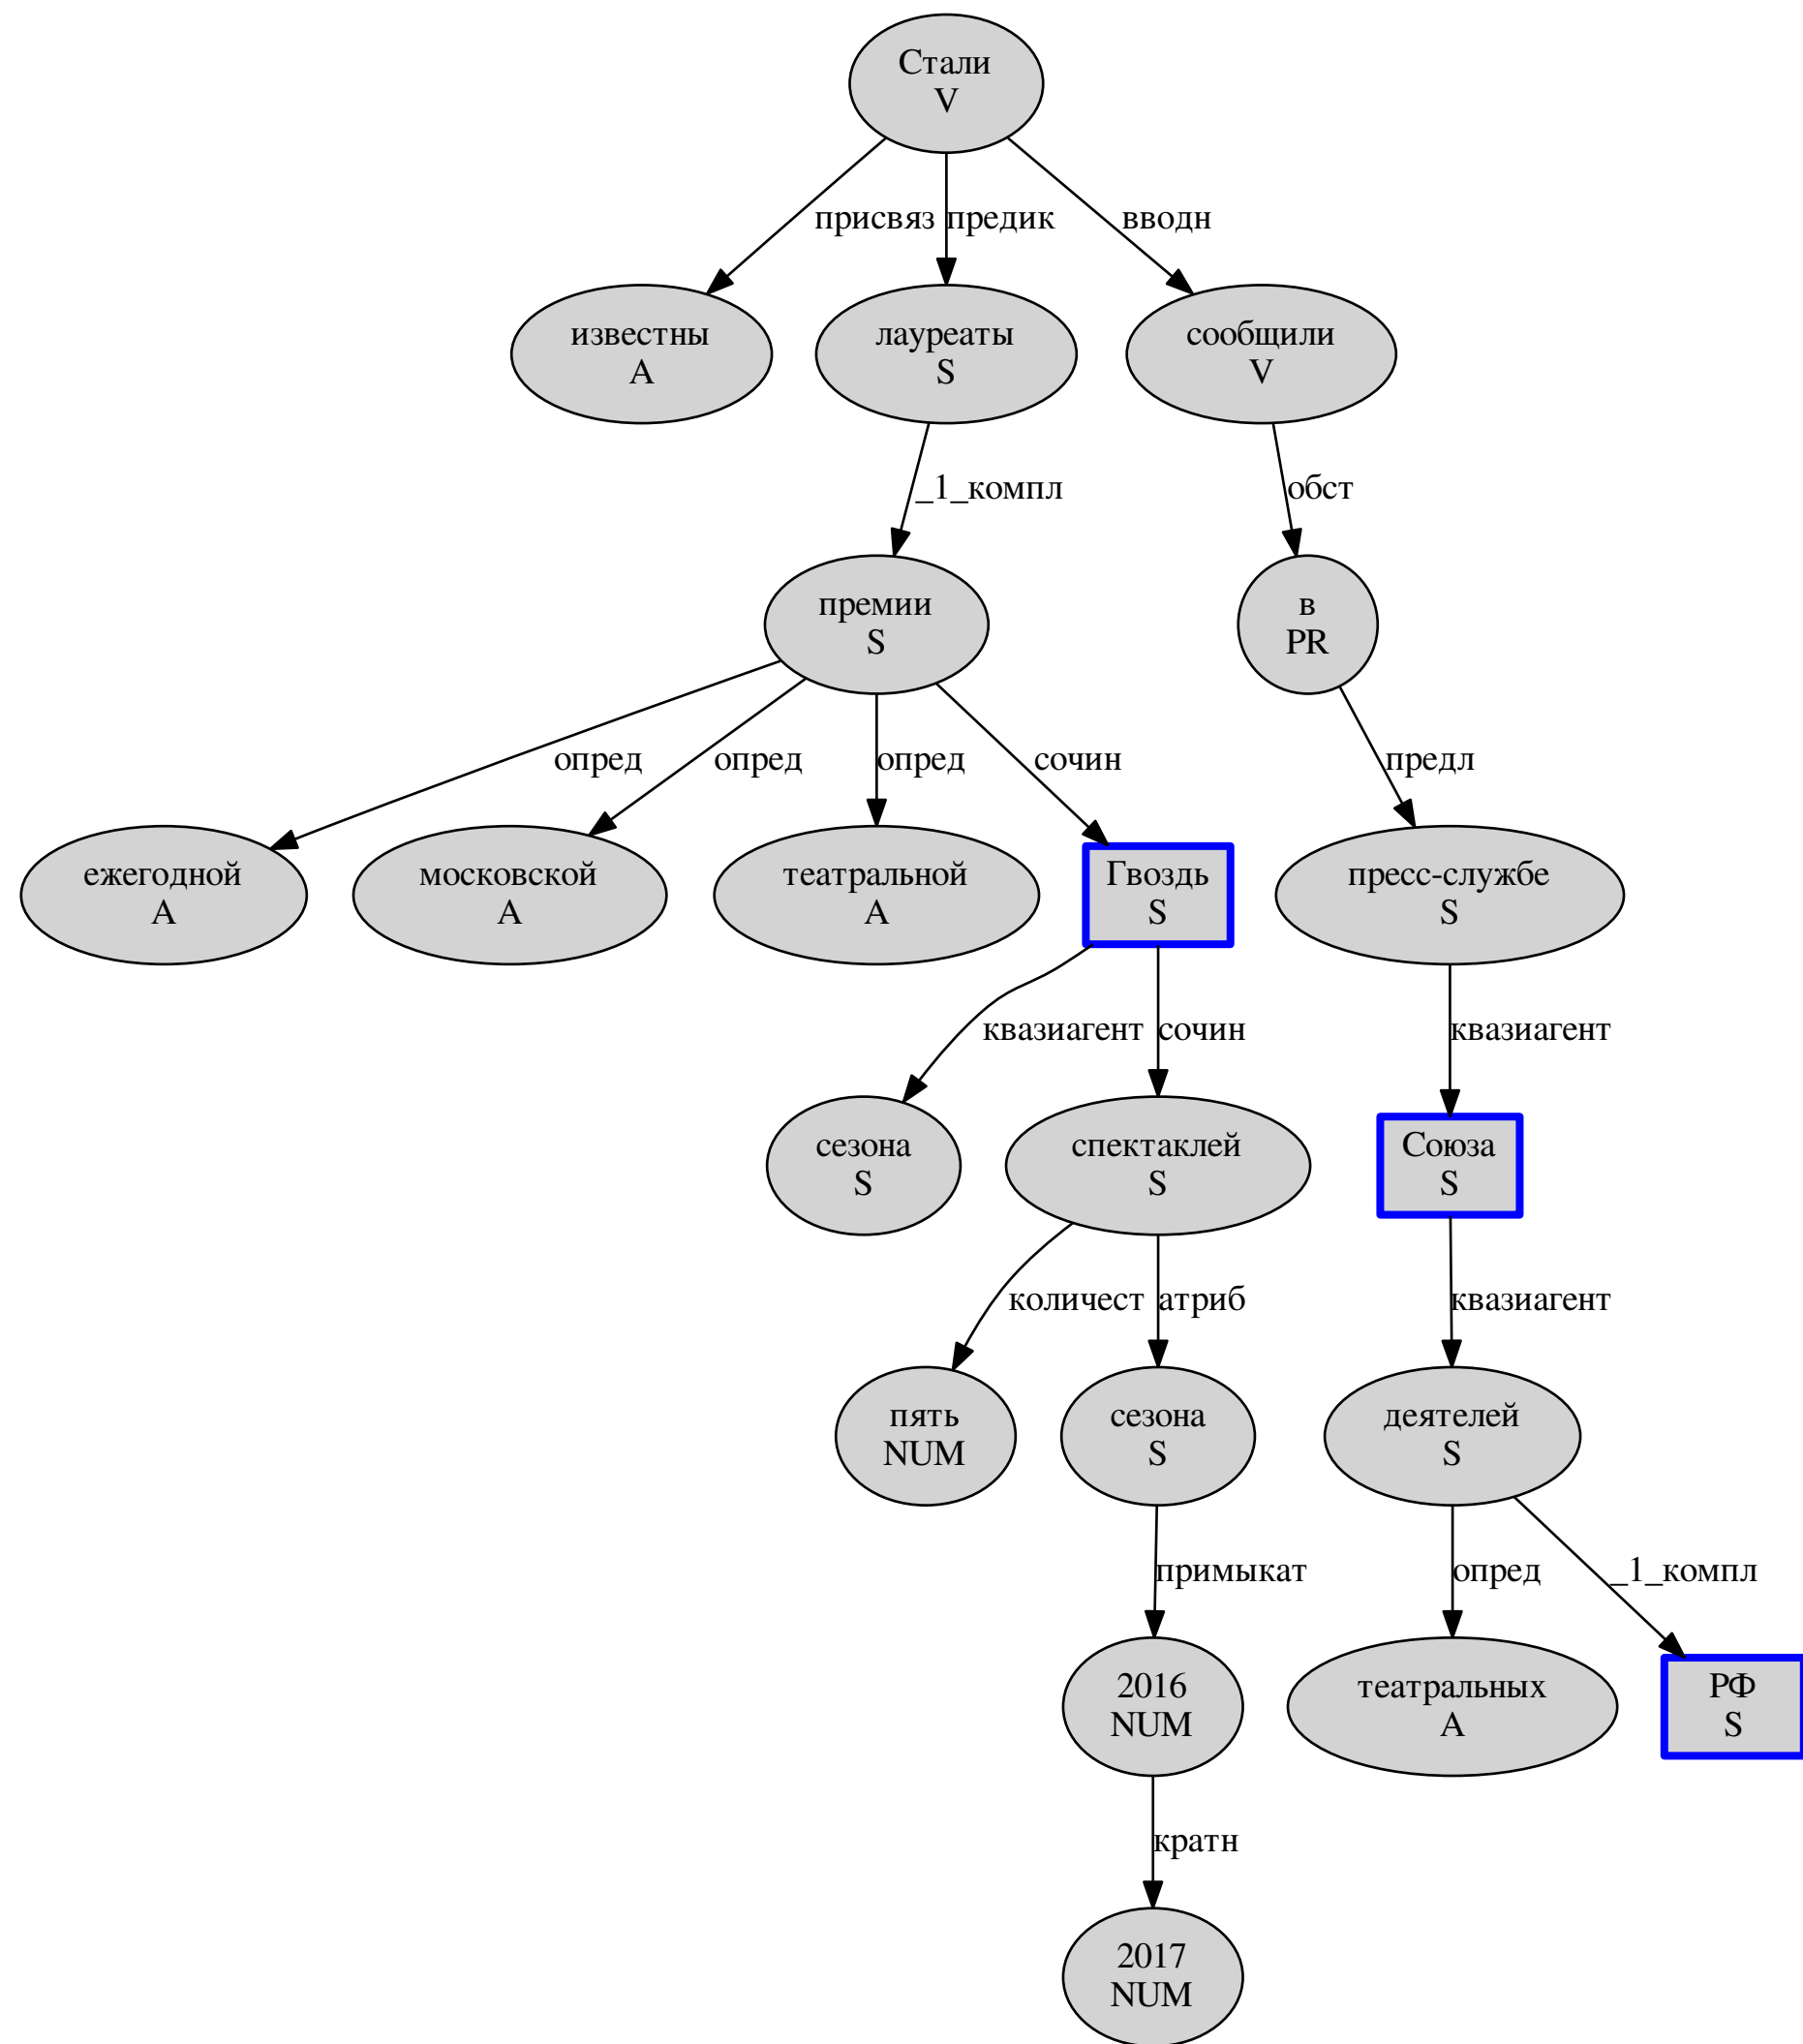 Стали
V
присвяз
предик
вводн
известны
A
лауреаты
S
сообщили
V
_1_компл
обст
премии
S
в
PR
опред
опред
опред
сочин
предл
ежегодной
A
московской
A
театральной
A
Гвоздь
S
пресс-службе
S
квазиагент
сочин
квазиагент
сезона
S
спектаклей
S
Союза
S
количест
атриб
квазиагент
пять
NUM
сезона
S
деятелей
S
примыкат
опред
_1_компл
2016
NUM
театральных
A
РФ
S
кратн
2017
NUM